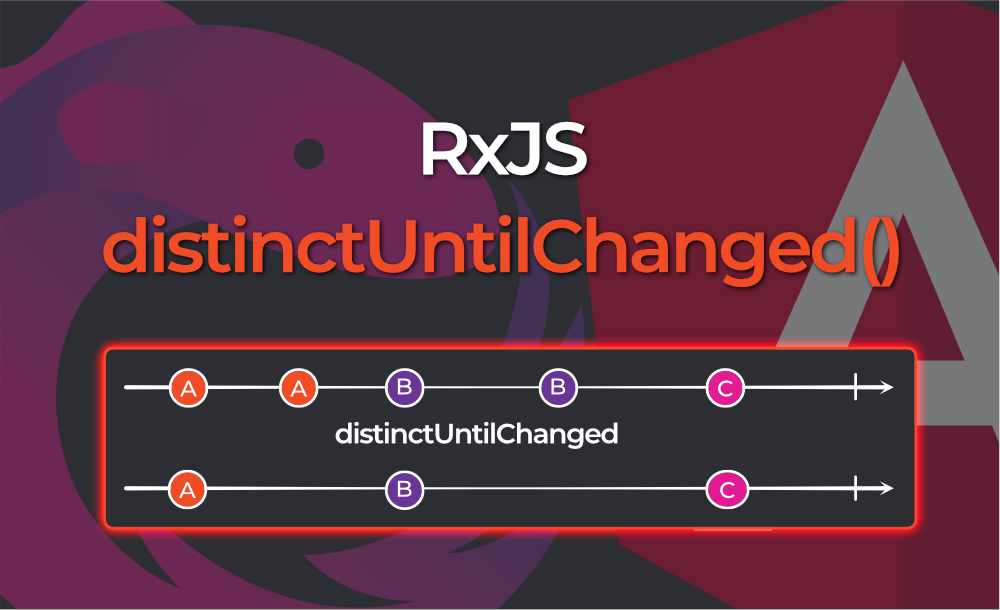 RxJS
distinctUntilChanged()
A A B B C
distinctUntilChanged
A B C